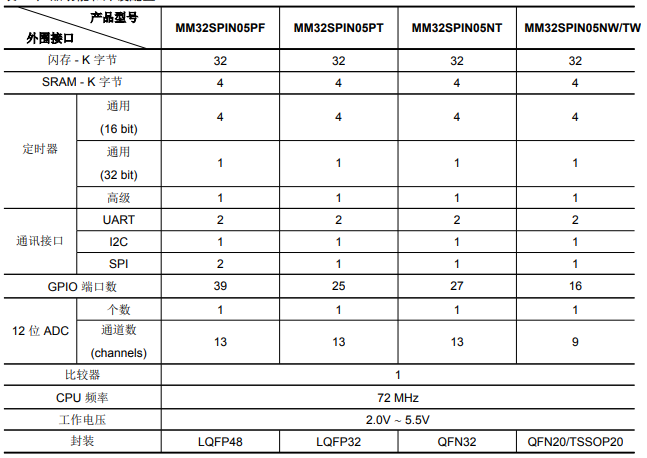 产品型号
外围接口
MM32SPIN05PF MM32SPIN05PT MM32SPIN05NT MM32SPIN05NW/TW
闪存 - K 字节 32 32 32 32
SRAM - K 字节 4 4 4 4
定时器
通用
(16 bit)
4 4 4 4
通用
(32 bit)
1 1 1 1
高级 1 1 1 1
通讯接口
UART 2 2 2 2
I2C 1 1 1 1
SPI 2 1 1 1
GPIO 端口数 39 25 27 16
12 位 ADC
个数 1 1 1 1
通道数
(channels)
13 13 13 9
比较器 1
CPU 频率 72 MHz
工作电压 2.0V ~ 5.5V
封装 LQFP48 LQFP32 QFN32 QFN20/TSSOP20